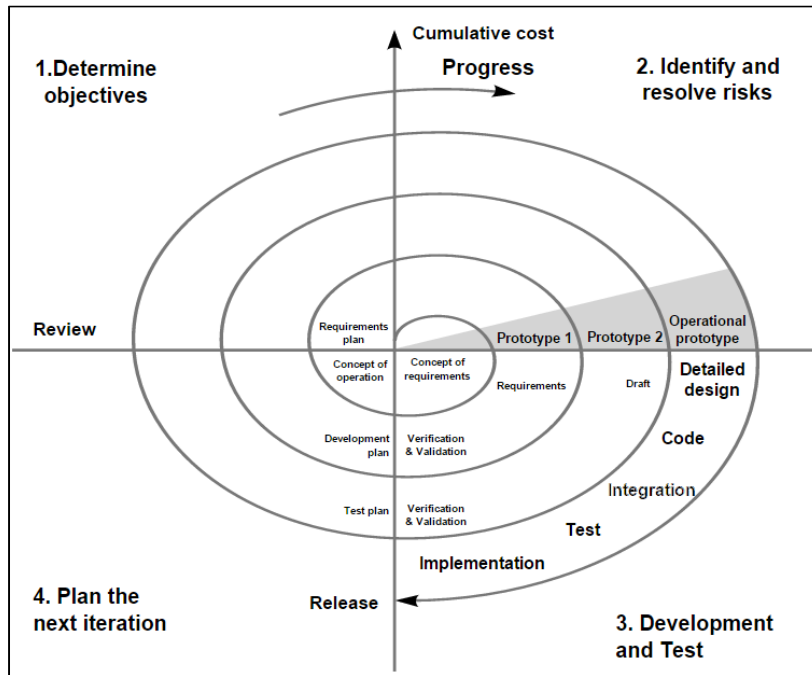 Cumulative cost
1.Determine
objectives
Progress
2. Identify and
resolve risks
Review
Requirements
plan
Prototype 1
Prototype 2
Operational
prototype
Concept of
operation
Concept of
requirements
Requirements
Draft
Detailed
design
Development
plan
Verification
& Validation
Code
Integration
Test plan
Verification
& Validation
Test
Implementation
4. Plan the
next iteration
Release
3. Development
and Test